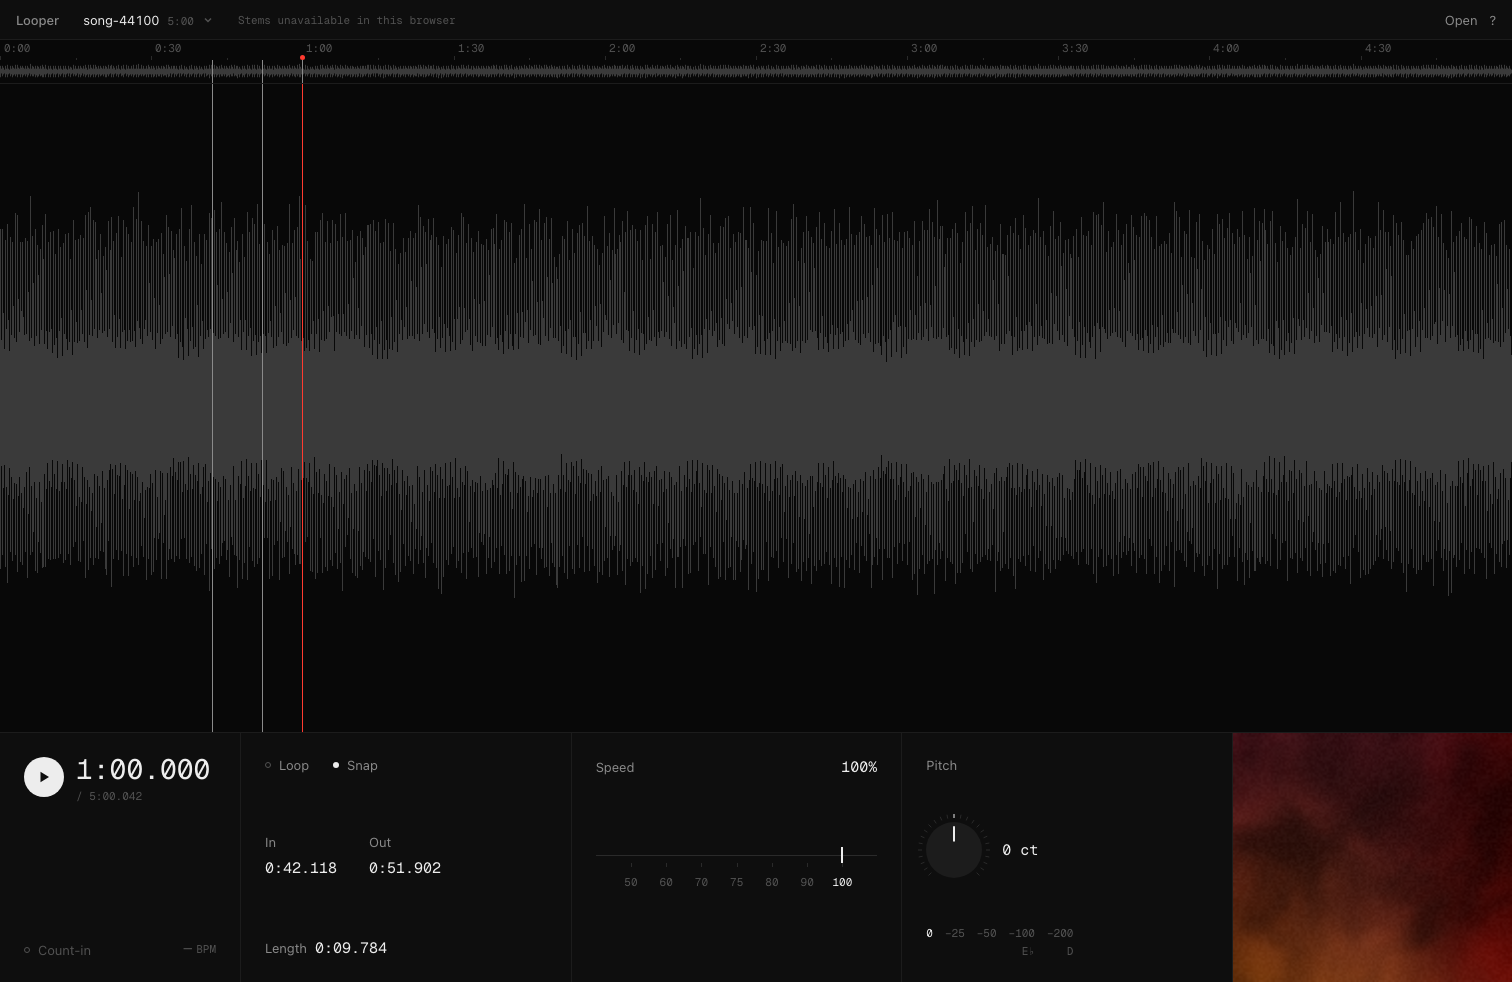 Looper song-44100 5:00 Stems unavailable in this browser Open ?
0:00 0:30 1:00 1:30 2:00 2:30 3:00 3:30 4:00 4:30
1:00.000
/ 5:00.042
Count-in — BPM
Loop Snap
In Out
0:42.118 0:51.902
Length 0:09.784
Speed 100%
50 60 70 75 80 90 100
Pitch
0 ct
0 −25 −50 −100 −200
E♭ D